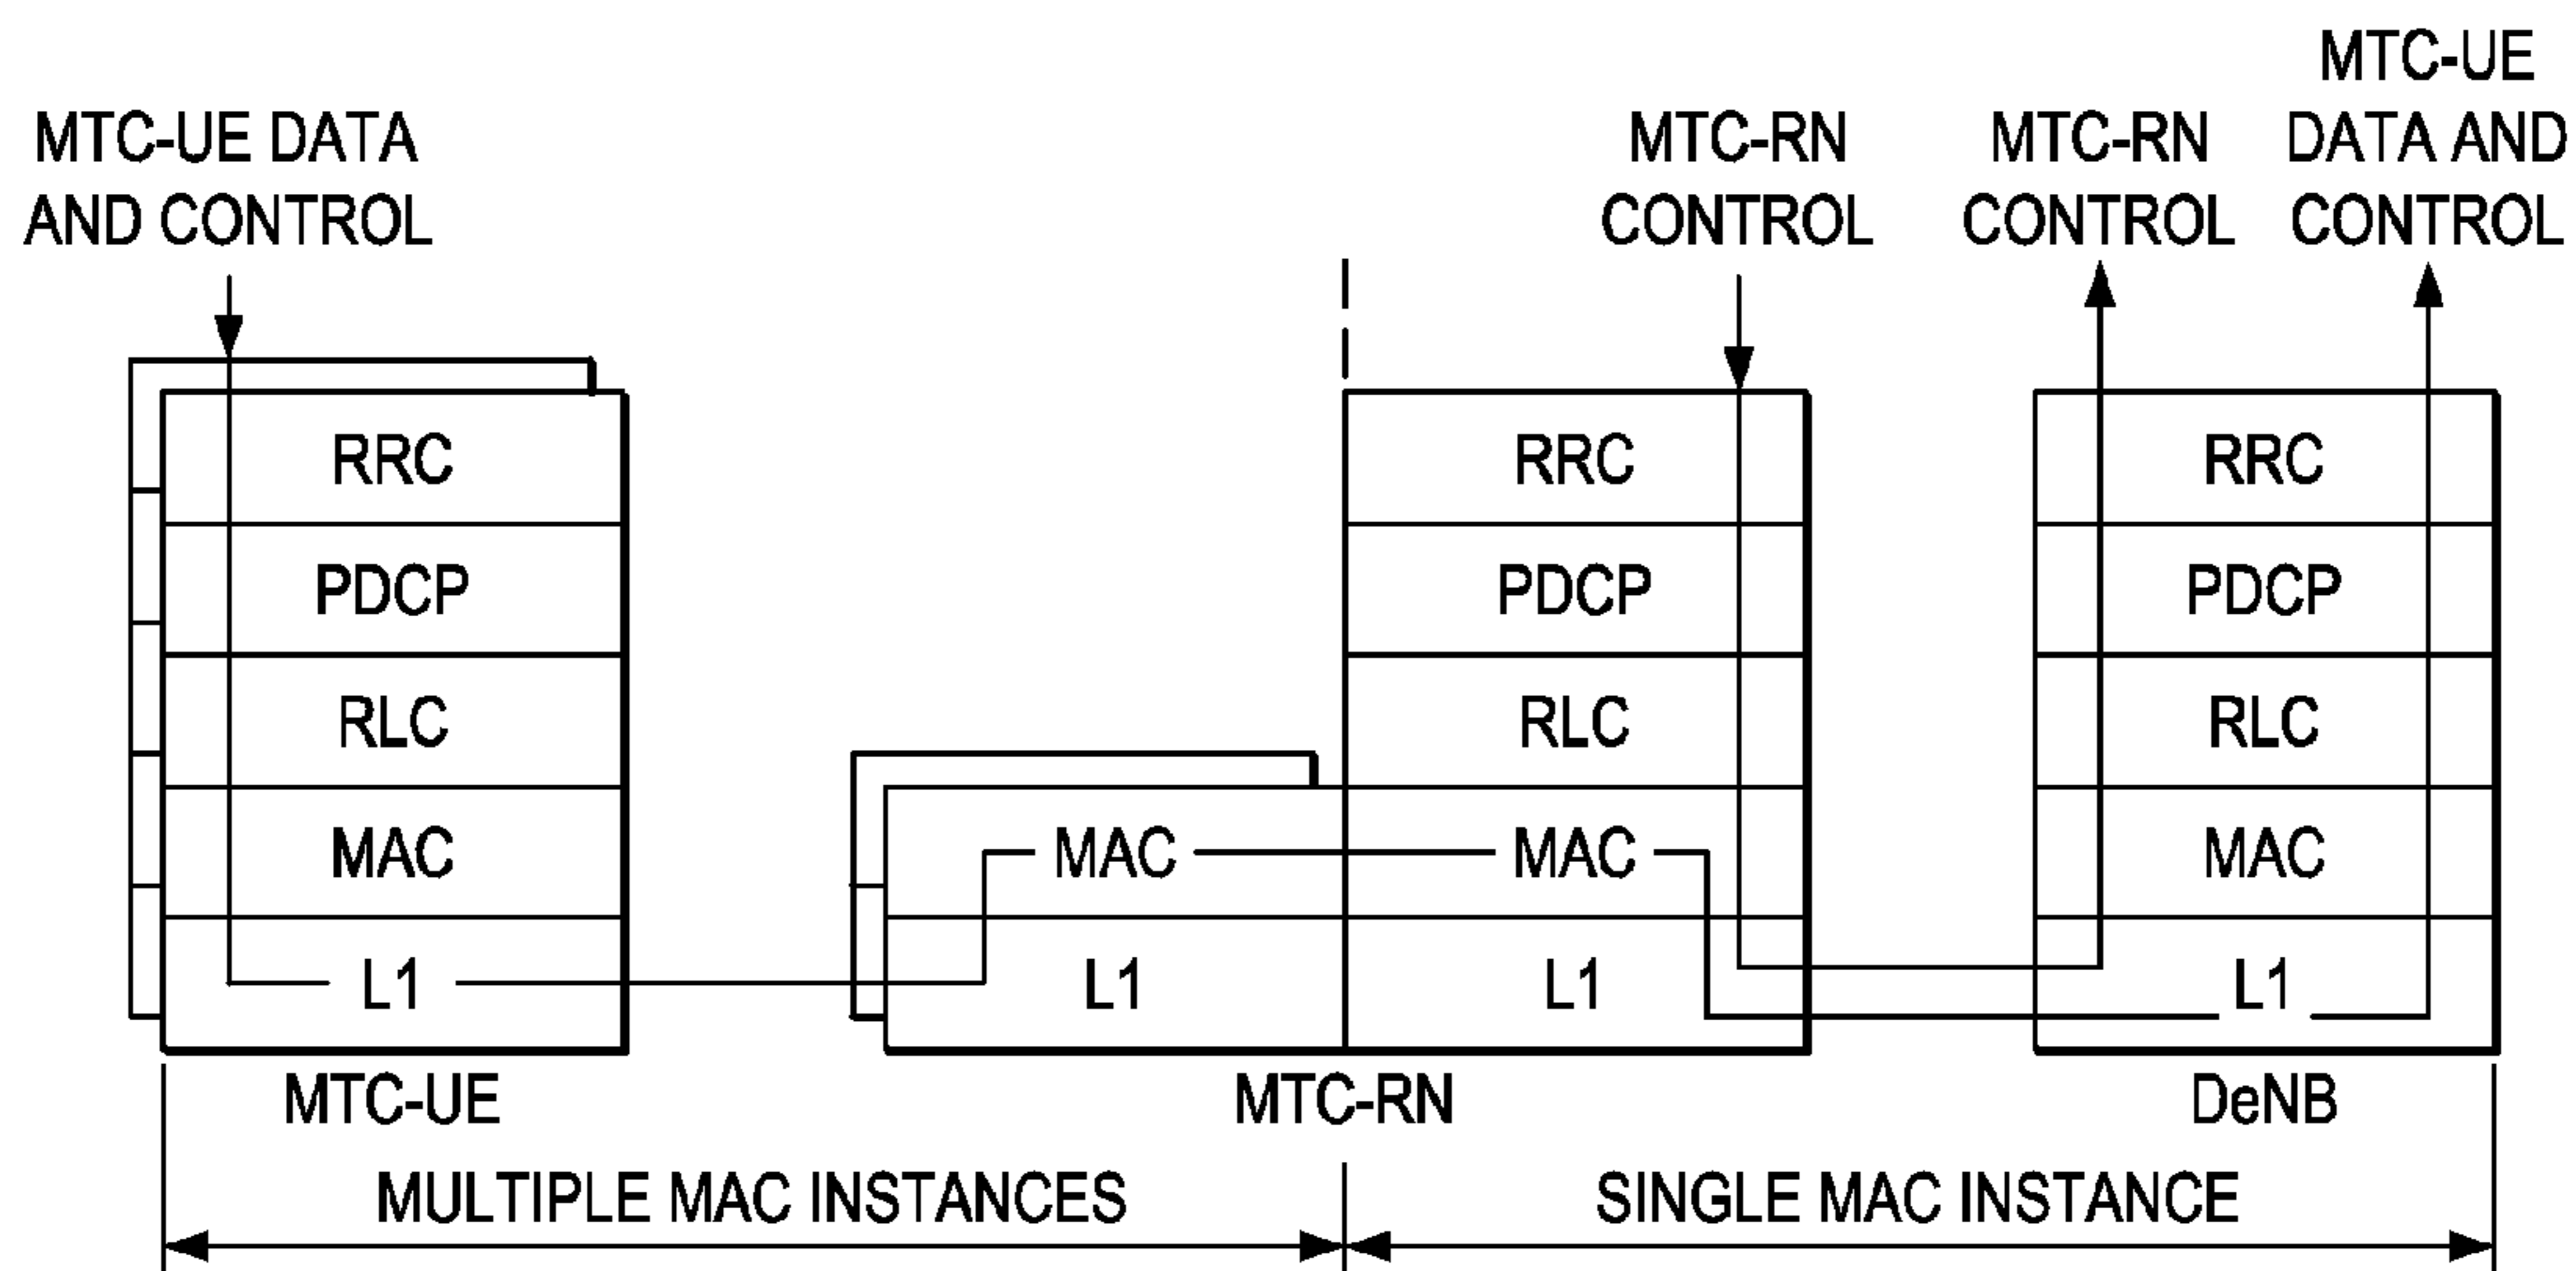 MTC-UE DATA
AND CONTROL
MTC-RN
CONTROL
MTC-RN
CONTROL
MTC-UE
DATA AND
CONTROL
RRC
PDCP
RLC
MAC
L1
MTC-UE
MAC
L1
RRC
PDCP
RLC
MAC
L1
MTC-RN
RRC
PDCP
RLC
MAC
L1
DeNB
MULTIPLE MAC INSTANCES
SINGLE MAC INSTANCE